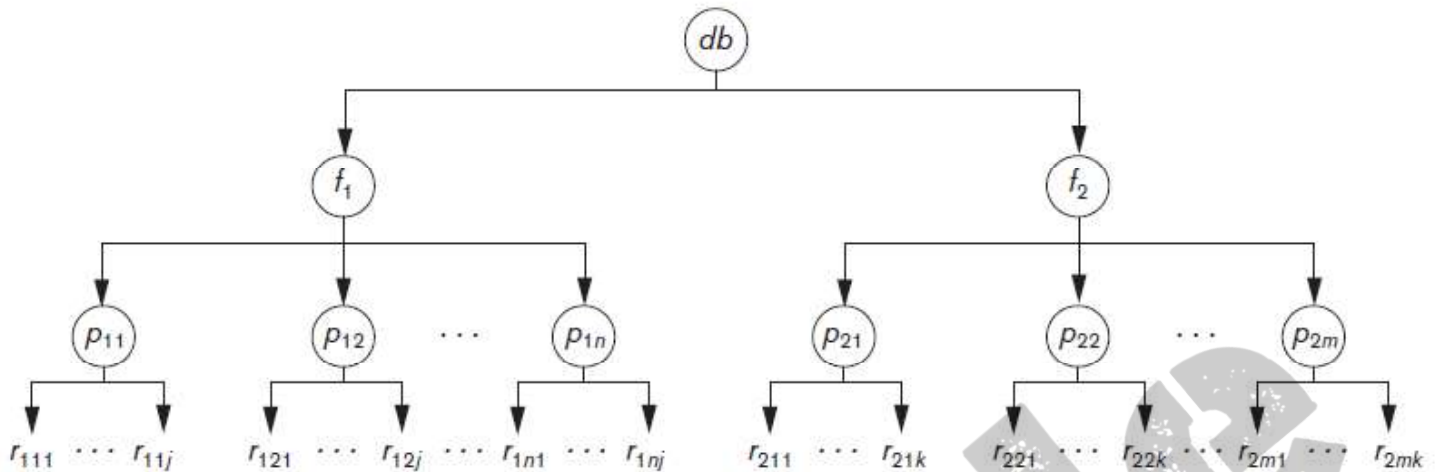 db
f₁ f₂
p₁₁ p₁₂ ... p₁ₙ p₂₁ p₂₂ ... p₂ₘ
r₁₁₁ ... r₁₁ⱼ r₁₂₁ ... r₁₂ⱼ ... r₁ₙ₁ ... r₁ₙⱼ r₂₁₁ ... r₂₁ₖ r₂₂₁ ... r₂₂ₖ r₂ₘ₁ ... r₂ₘₖ